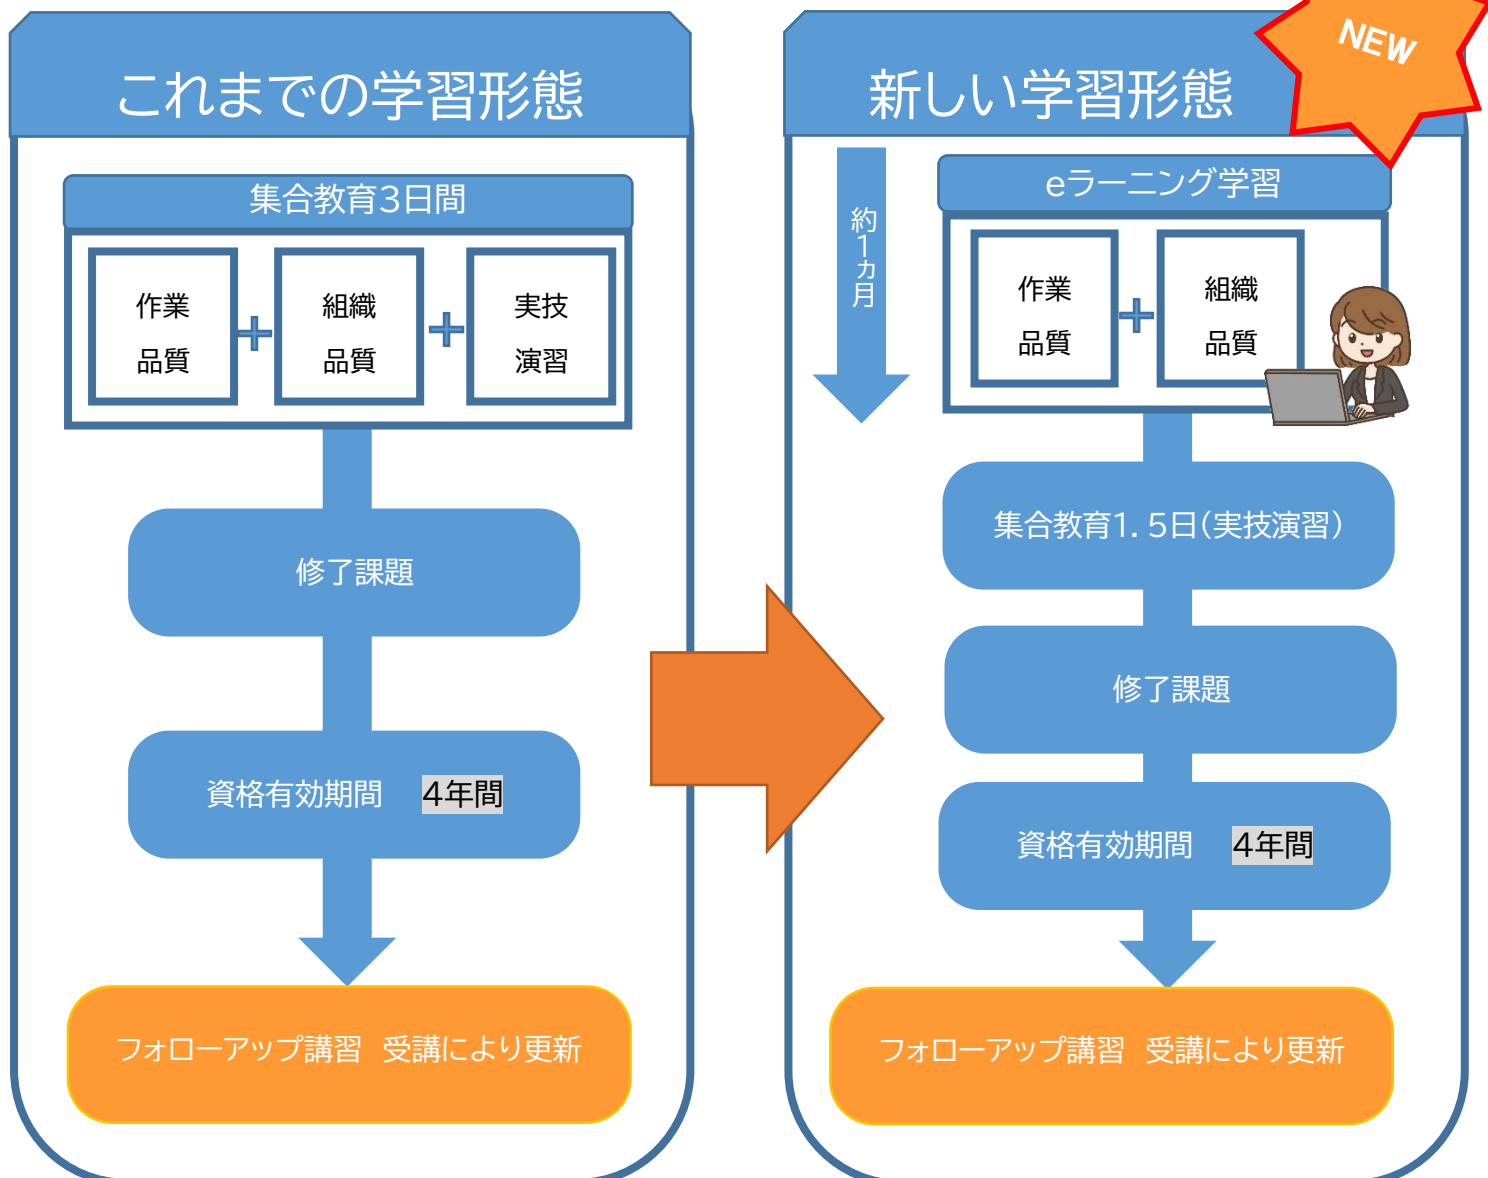 これまでの学習形態
集合教育3日間
作業
品質
組織
品質
実技
演習
修了課題
資格有効期間　4年間
フォローアップ講習　受講により更新
新しい学習形態
NEW
約1ヵ月
eラーニング学習
作業
品質
組織
品質
集合教育1．5日（実技演習）
修了課題
資格有効期間　4年間
フォローアップ講習　受講により更新